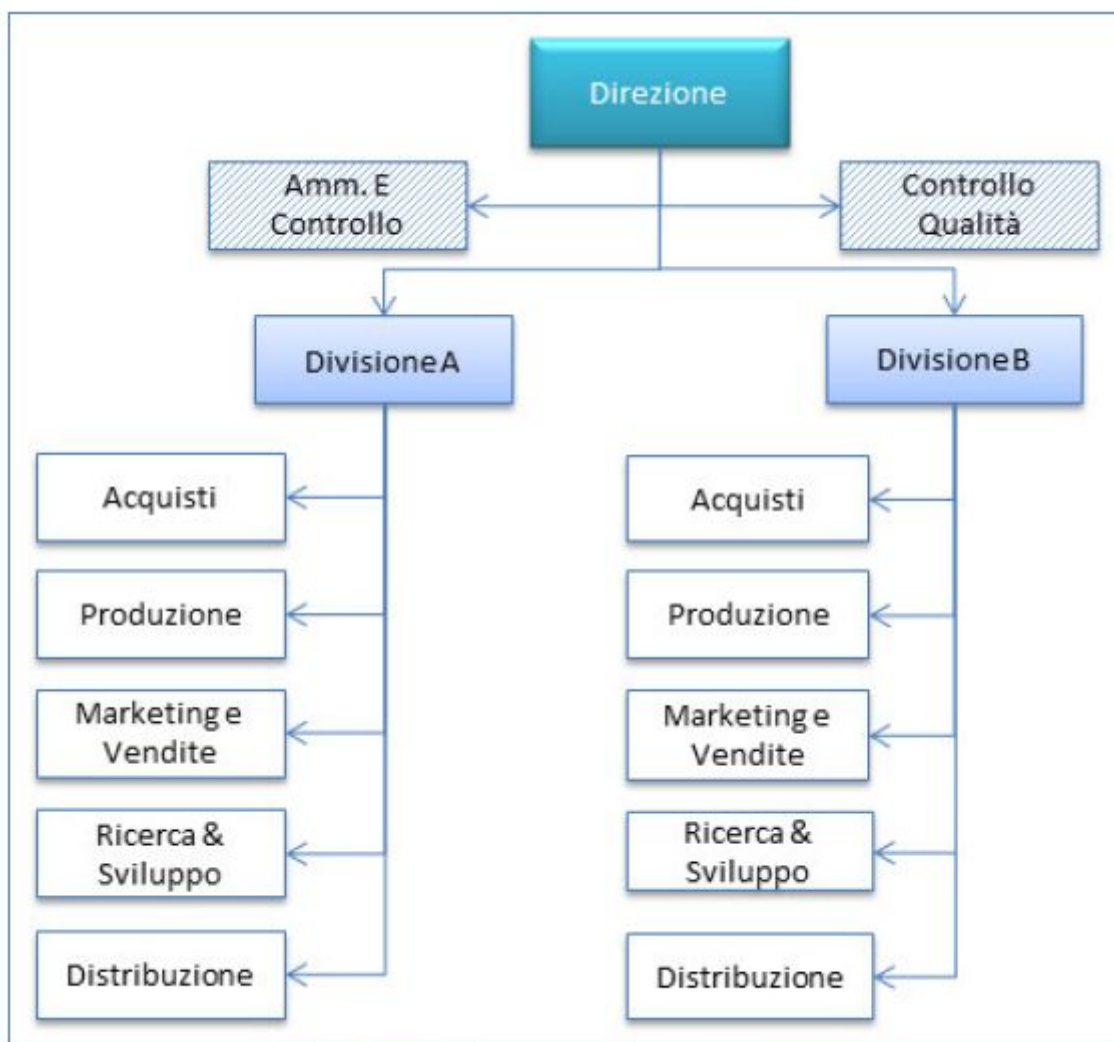 Direzione
Amm. E
Controllo
Controllo
Qualità
Divisione A
Divisione B
Acquisti
Produzione
Marketing e
Vendite
Ricerca &
Sviluppo
Distribuzione
Acquisti
Produzione
Marketing e
Vendite
Ricerca &
Sviluppo
Distribuzione